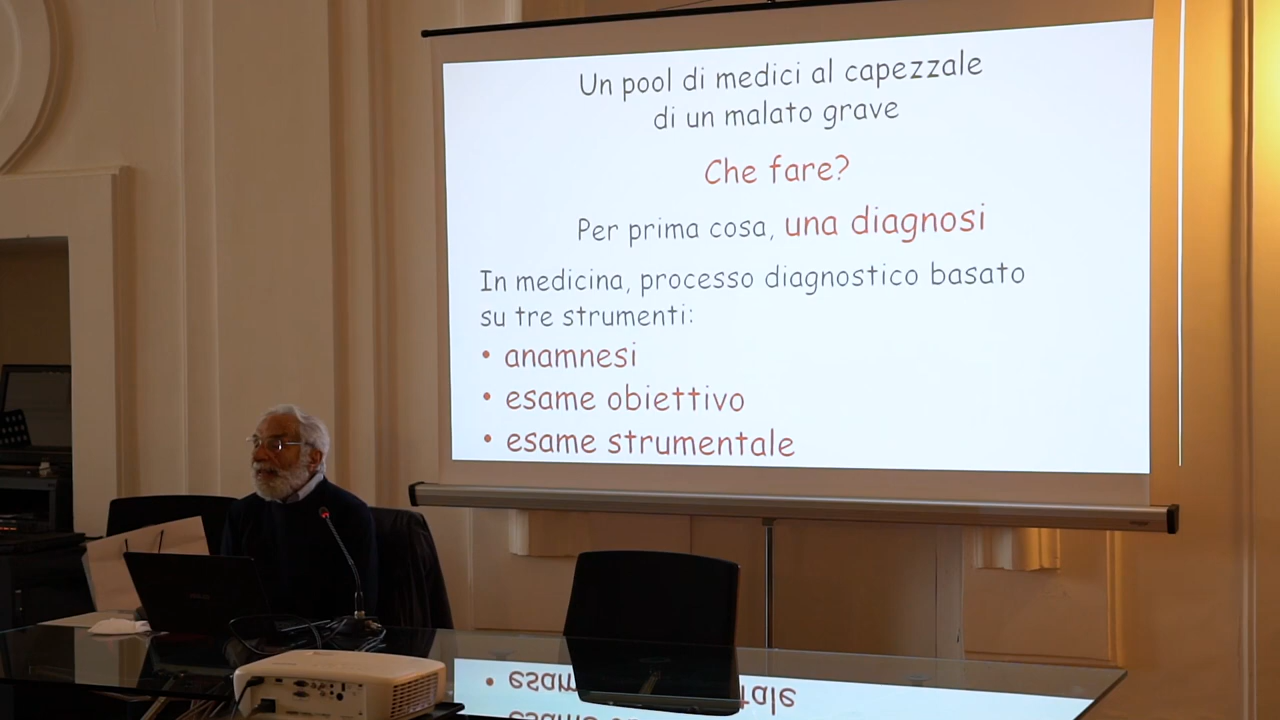 Un pool di medici al capezzale
di un malato grave
Che fare?
Per prima cosa, una diagnosi
In medicina, processo diagnostico basato
su tre strumenti:
• anamnesi
• esame obiettivo
• esame strumentale